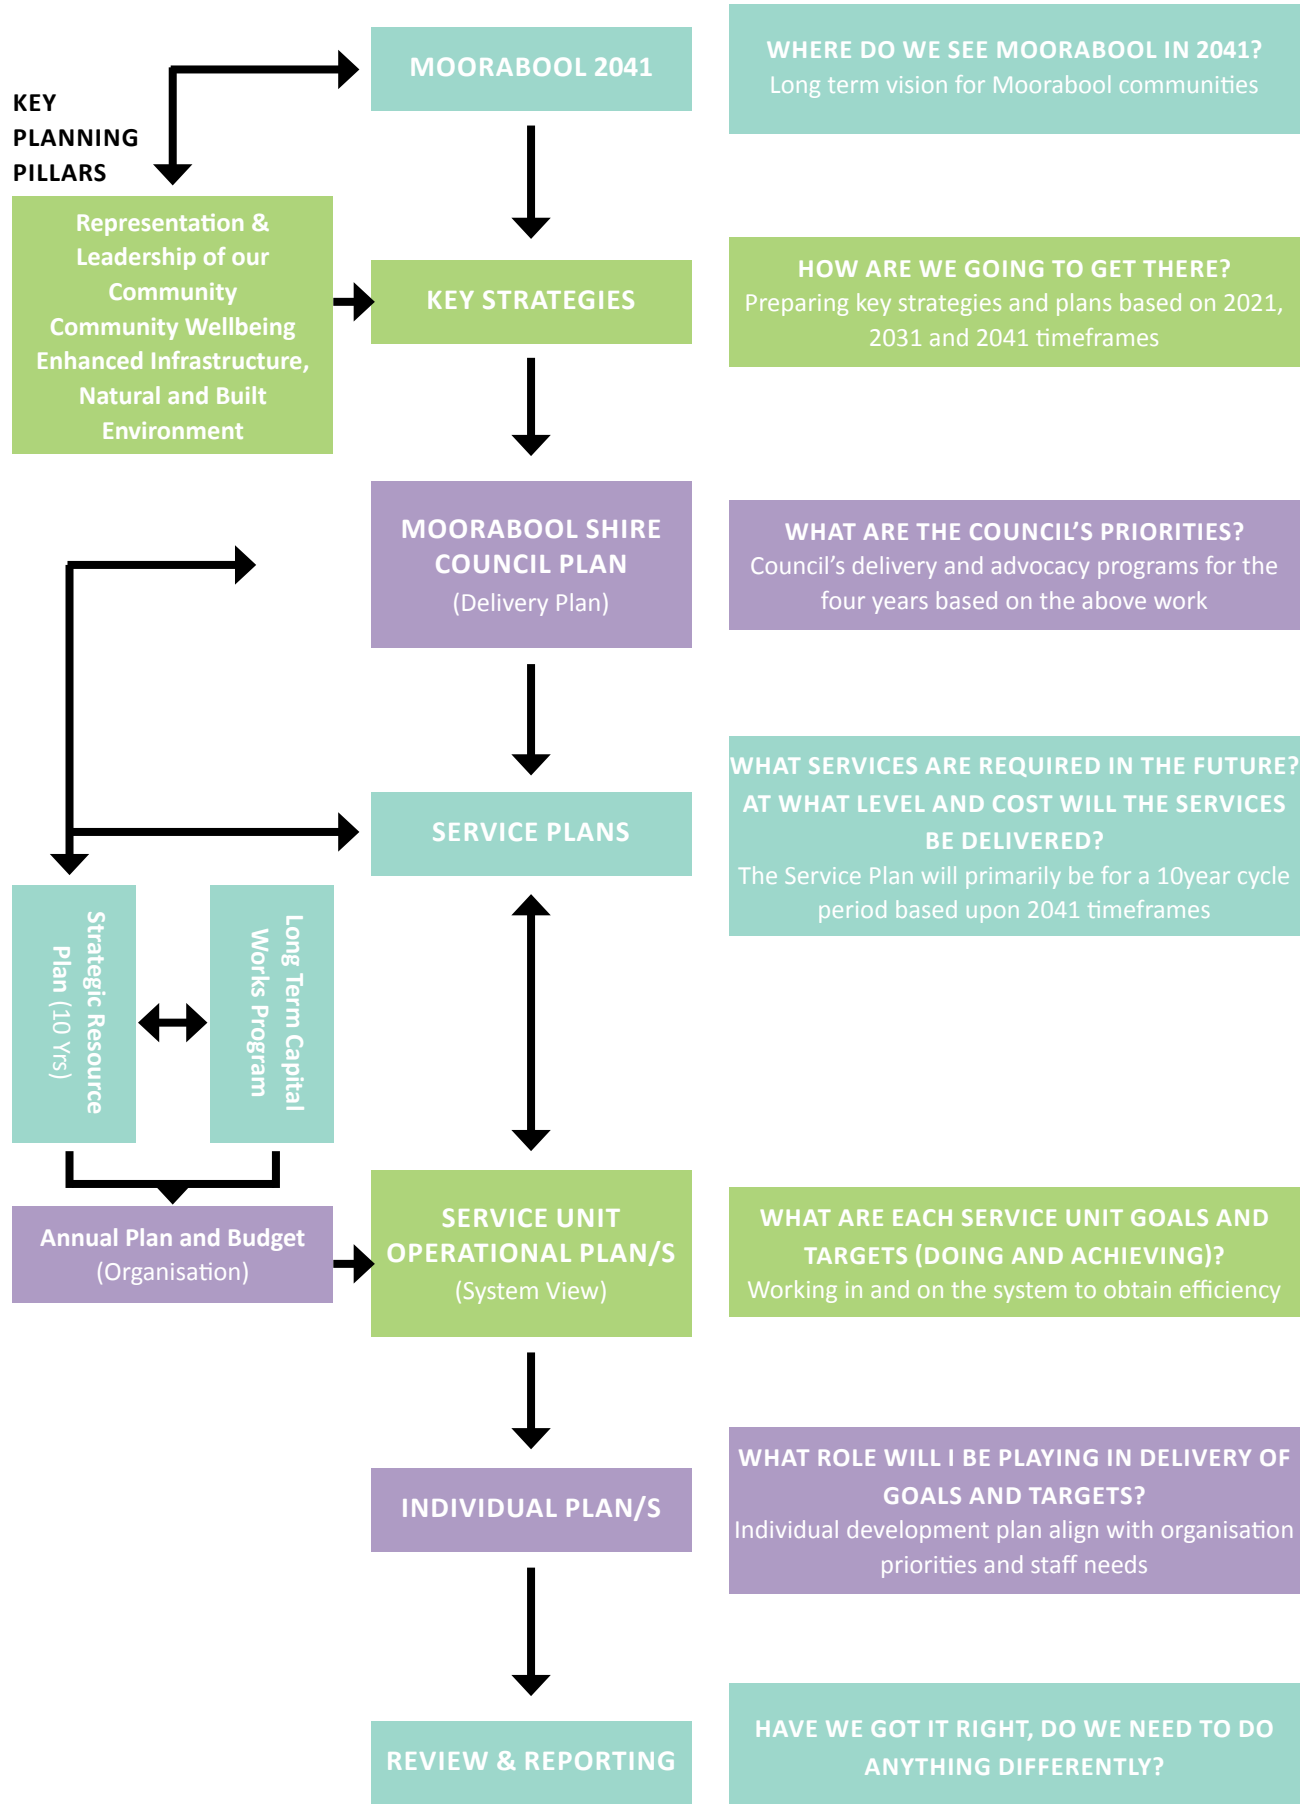 MOORABOOL 2041
WHERE DO WE SEE MOORABOOL IN 2041?
Long term vision for Moorabool communities
KEY
PLANNING
PILLARS
Representation &
Leadership of our
Community
Community Wellbeing
Enhanced Infrastructure,
Natural and Built
Environment
KEY STRATEGIES
HOW ARE WE GOING TO GET THERE?
Preparing key strategies and plans based on 2021,
2031 and 2041 timeframes
MOORABOOL SHIRE
COUNCIL PLAN
(Delivery Plan)
WHAT ARE THE COUNCIL’S PRIORITIES?
Council’s delivery and advocacy programs for the
four years based on the above work
SERVICE PLANS
WHAT SERVICES ARE REQUIRED IN THE FUTURE?
AT WHAT LEVEL AND COST WILL THE SERVICES
BE DELIVERED?
The Service Plan will primarily be for a 10year cycle
period based upon 2041 timeframes
Strategic Resource
Plan (10 Yrs)
Long Term Capital
Works Program
Annual Plan and Budget
(Organisation)
SERVICE UNIT
OPERATIONAL PLAN/S
(System View)
WHAT ARE EACH SERVICE UNIT GOALS AND
TARGETS (DOING AND ACHIEVING)?
Working in and on the system to obtain efficiency
INDIVIDUAL PLAN/S
WHAT ROLE WILL I BE PLAYING IN DELIVERY OF
GOALS AND TARGETS?
Individual development plan align with organisation
priorities and staff needs
REVIEW & REPORTING
HAVE WE GOT IT RIGHT, DO WE NEED TO DO
ANYTHING DIFFERENTLY?